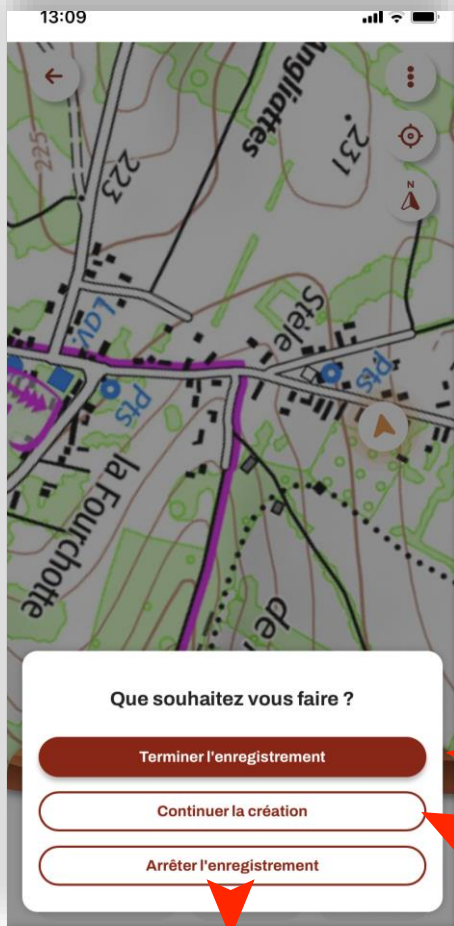 13:09
N
Angliattes
225
223
231
Lav.
Stèle
Pts
Pts
la Fourchotte
de
Que souhaitez vous faire ?
Terminer l'enregistrement
Continuer la création
Arrêter l'enregistrement